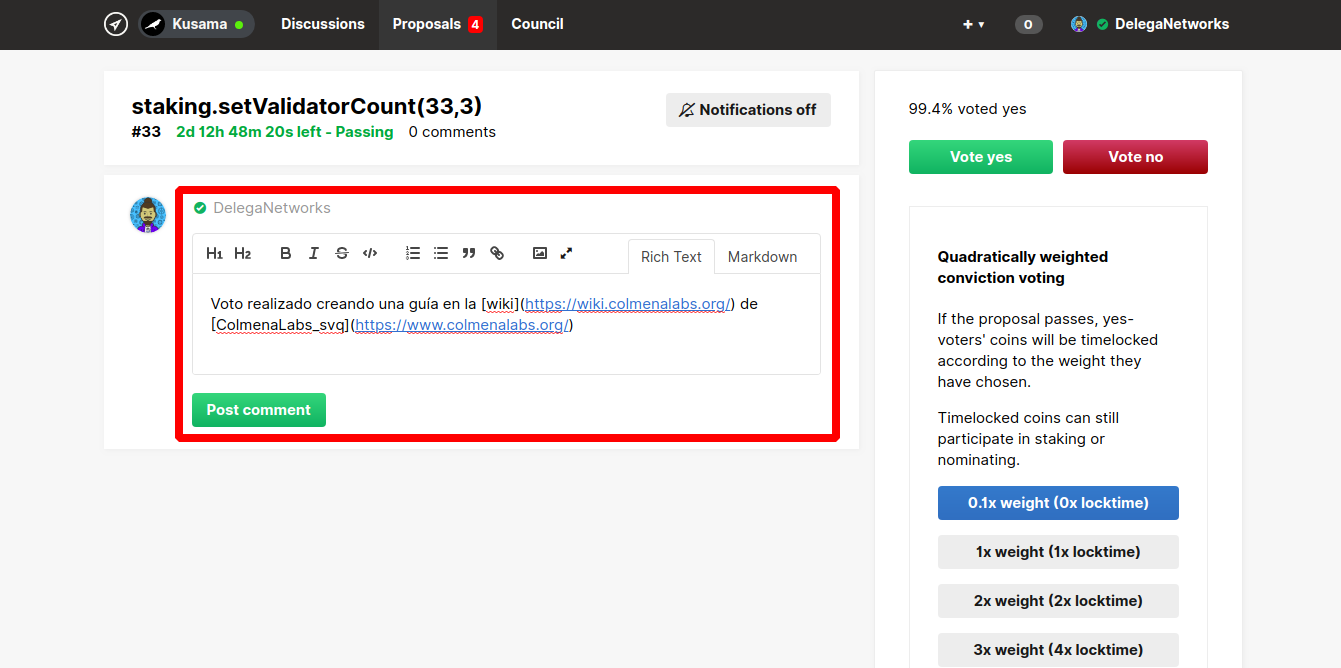 Kusama
Discussions
Proposals 4
Council
+ ▾
0
DelegaNetworks
staking.setValidatorCount(33,3)
#33 2d 12h 48m 20s left - Passing 0 comments
Notifications off
DelegaNetworks
H1 H2 B I S </>
Rich Text
Markdown
Voto realizado creando una guía en la [wiki](https://wiki.colmenalabs.org/) de
[ColmenaLabs_svq](https://www.colmenalabs.org/)
Post comment
99.4% voted yes
Vote yes
Vote no
Quadratically weighted
conviction voting
If the proposal passes, yes-
voters' coins will be timelocked
according to the weight they
have chosen.
Timelocked coins can still
participate in staking or
nominating.
0.1x weight (0x locktime)
1x weight (1x locktime)
2x weight (2x locktime)
3x weight (4x locktime)